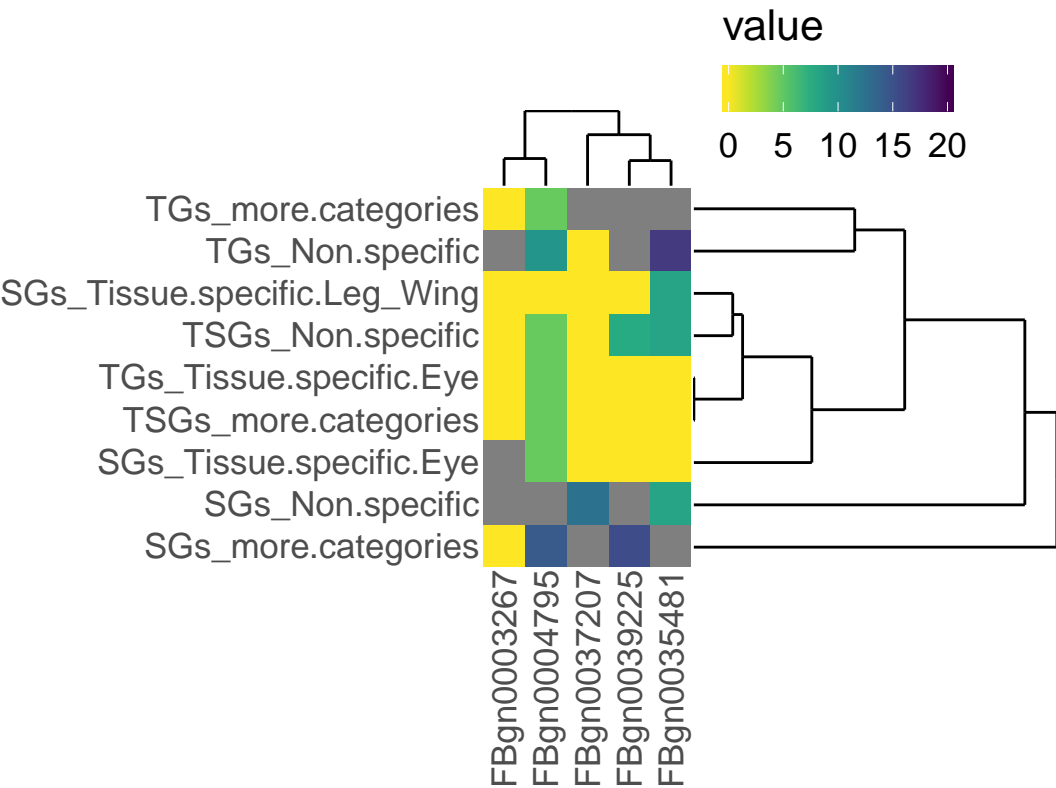 value
0 5 10 15 20
TGs_more.categories
TGs_Non.specific
SGs_Tissue.specific.Leg_Wing
TSGs_Non.specific
TGs_Tissue.specific.Eye
TSGs_more.categories
SGs_Tissue.specific.Eye
SGs_Non.specific
SGs_more.categories
FBgn0003267
FBgn0004795
FBgn0037207
FBgn0039225
FBgn0035481